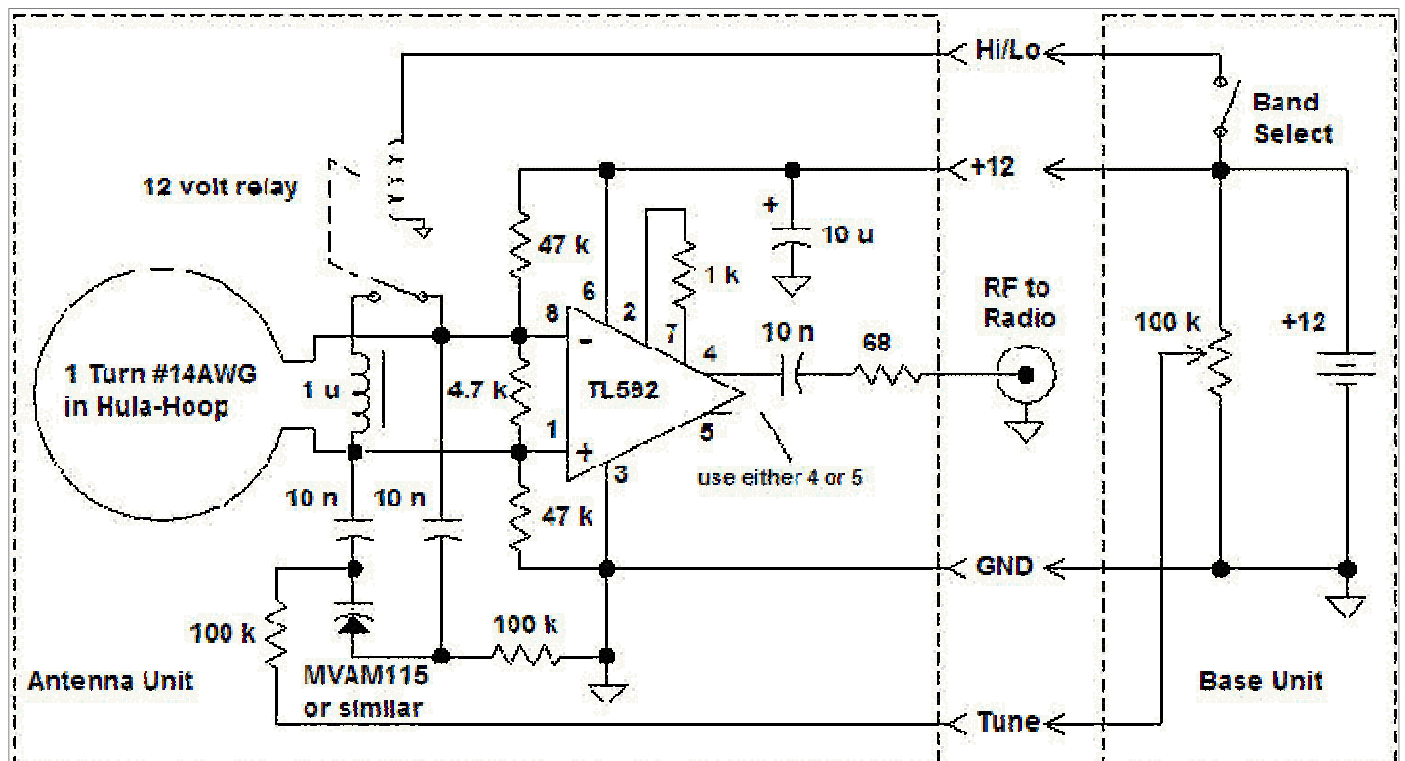 Hi/Lo
Band
Select
12 volt relay
+12
+
10 u
47 k
1 k
6
2
8
7
-
10 n
4
68
RF to
Radio
100 k
+12
1 Turn #14AWG
in Hula-Hoop
1 u
4.7 k
TL592
1
+
5
3
use either 4 or 5
10 n
10 n
47 k
GND
100 k
100 k
MVAM115
or similar
Antenna Unit
Base Unit
Tune